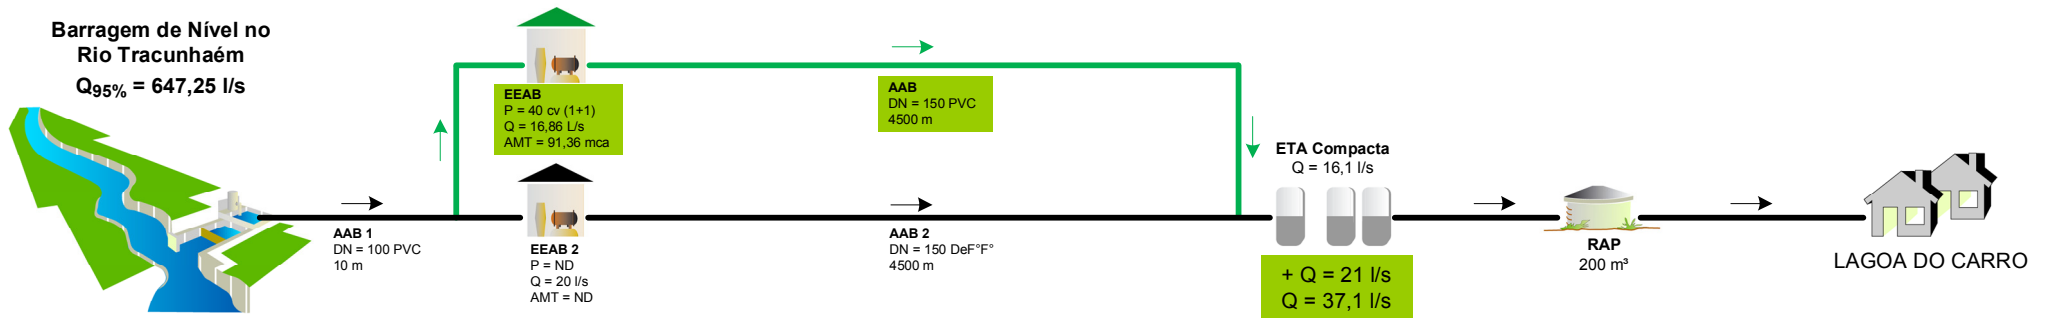 Barragem de Nível no
Rio Tracunhaém
Q95% = 647,25 l/s
EEAB
P = 40 cv (1+1)
Q = 16,86 L/s
AMT = 91,36 mca
AAB
DN = 150 PVC
4500 m
AAB 1
DN = 100 PVC
10 m
EEAB 2
P = ND
Q = 20 l/s
AMT = ND
AAB 2
DN = 150 DeF°F°
4500 m
ETA Compacta
Q = 16,1 l/s
+ Q = 21 l/s
Q = 37,1 l/s
RAP
200 m³
LAGOA DO CARRO